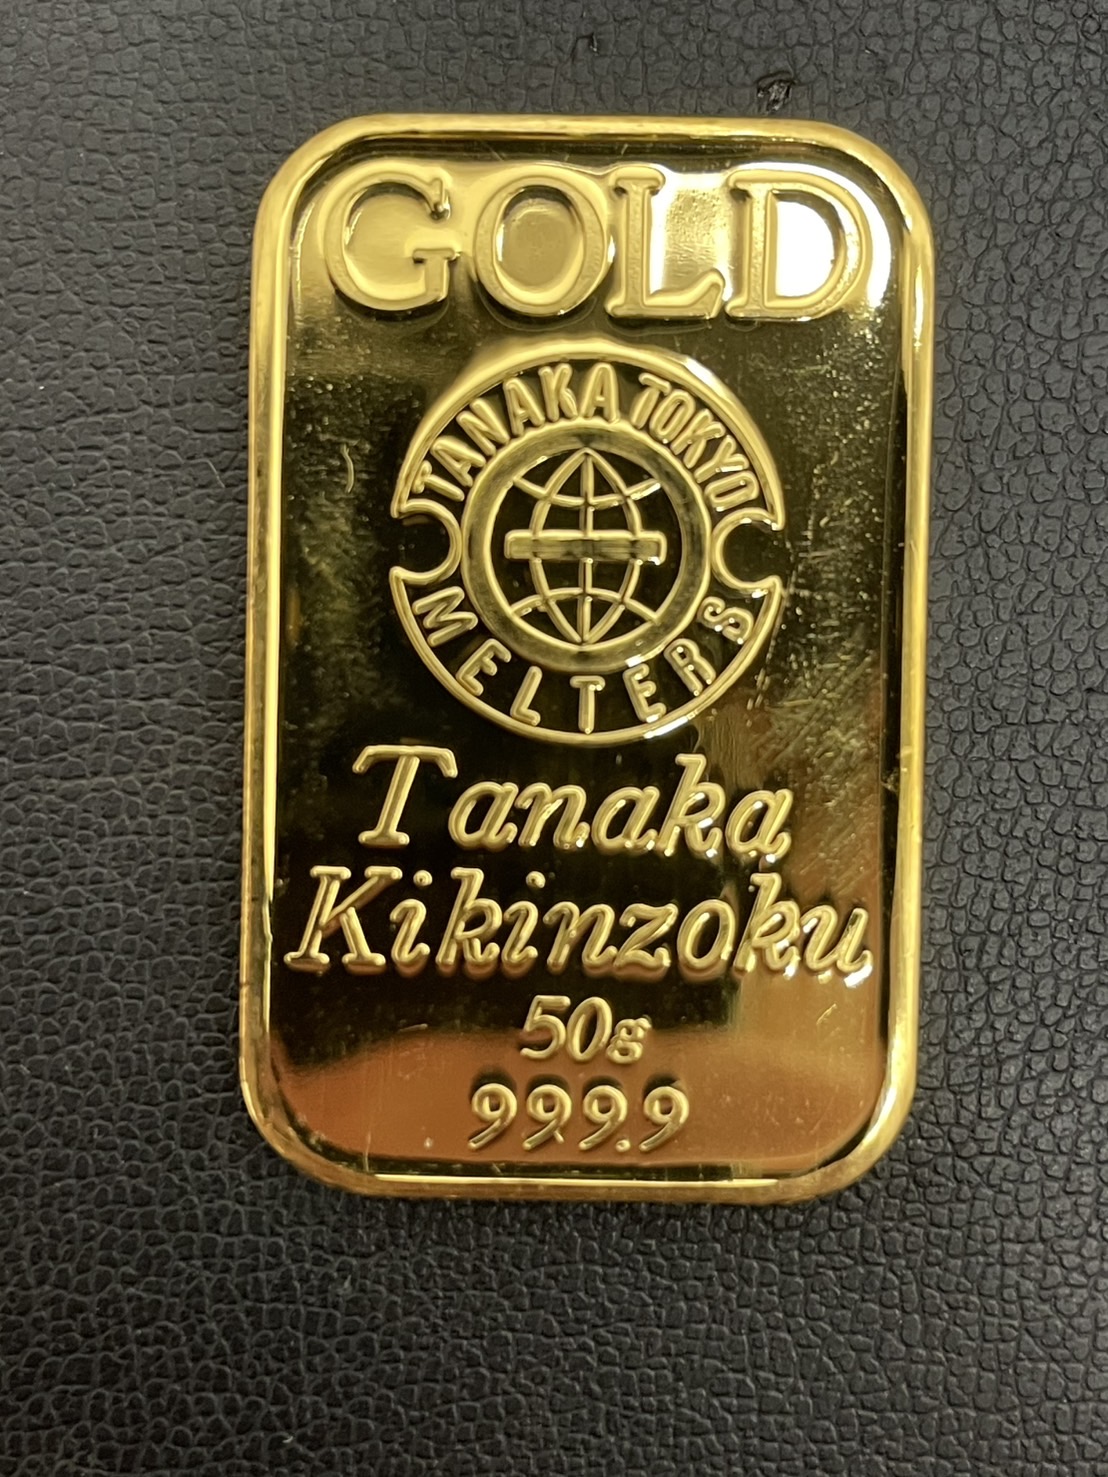 GOLD
TANAKA TOKYO
MELTERS
Tanaka
Kikinzoku
50g
999.9